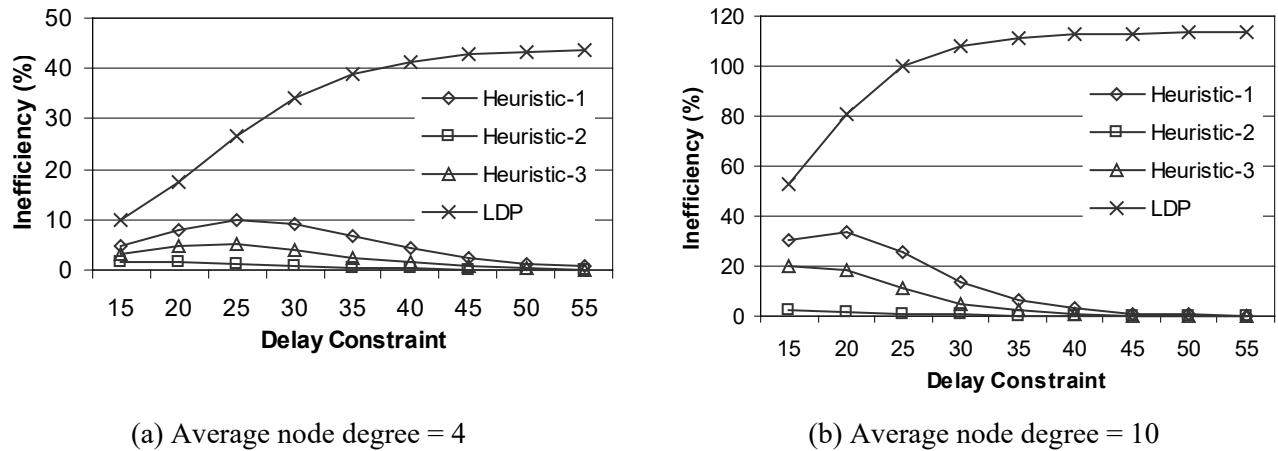 50
40
30
20
10
0
Inefficiency (%)
15 20 25 30 35 40 45 50 55
Delay Constraint
Heuristic-1
Heuristic-2
Heuristic-3
LDP
(a) Average node degree = 4
120
100
80
60
40
20
0
Inefficiency (%)
15 20 25 30 35 40 45 50 55
Delay Constraint
Heuristic-1
Heuristic-2
Heuristic-3
LDP
(b) Average node degree = 10